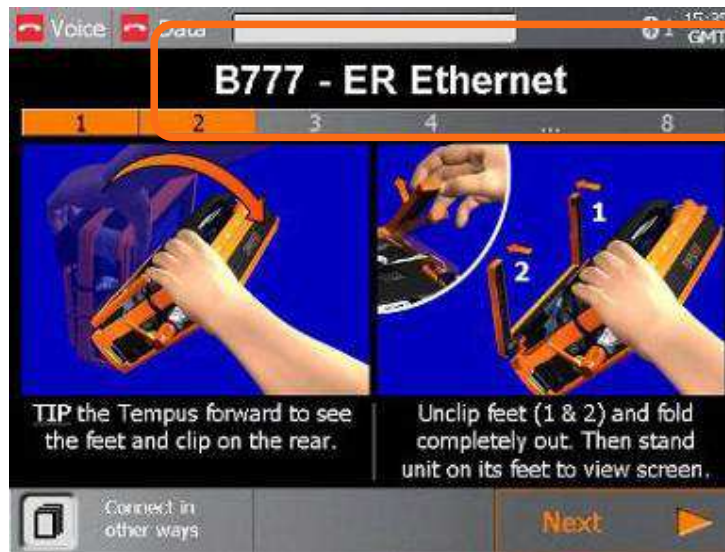 Voice Data 1 15:35
GMT
B777 - ER Ethernet
1 2 3 4 ... 8
1
2
TIP the Tempus forward to see
the feet and clip on the rear.
Unclip feet (1 & 2) and fold
completely out. Then stand
unit on its feet to view screen.
Connect in
other ways
Next